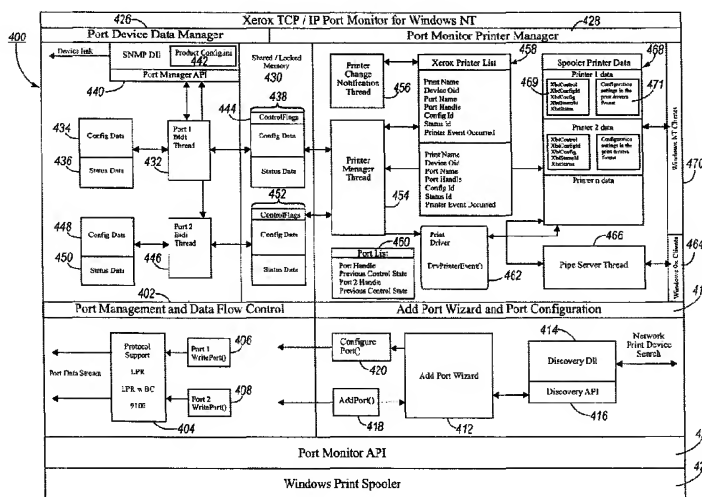 Xerox TCP / IP Port Monitor for Windows NT
426
428
400
Port Device Data Manager
Port Monitor Printer Manager
Device Link
SNMP Dll
442
Port Manager API
440
Shared / Locked
Memory
430
438
444
ControlFlags
Config Data
Status Data
434
Config Data
436
Status Data
Port 1
Bidi
Thread
432
448
Config Data
450
Status Data
Port 2
Bidi
Thread
446
452
ControlFlags
Config Data
Status Data
Printer
Change
Notification
Thread
456
Printer
Manager
Thread
454
458
Xerox Printer List
Print Name
Device Oid
Port Name
Port Handle
Config Id
Status Id
Printer Event Occurred
Print Name
Device Oid
Port Name
Port Handle
Config Id
Status Id
Printer Event Occurred
460
Port List
Port Handle
Previous Control State
Port 2 Handle
Previous Control State
Print
Driver
DrvPrinterEvent()
462
Spooler Printer Data
468
Printer 1 data
469
471
Printer 2 data
Printer n data
466
Pipe Server Thread
Windows NT Clients
470
464
402
Port Management and Data Flow Control
Add Port Wizard and Port Configuration
Port Data Stream
Protocol
Support
LPR
LPR w BC
9100
404
406
Port 1
WritePort()
408
Port 2
WritePort()
Configure
Port()
420
AddPort()
418
Add Port Wizard
412
414
Discovery Dll
Discovery API
416
Network
Print Device
Search
Port Monitor API
Windows Print Spooler